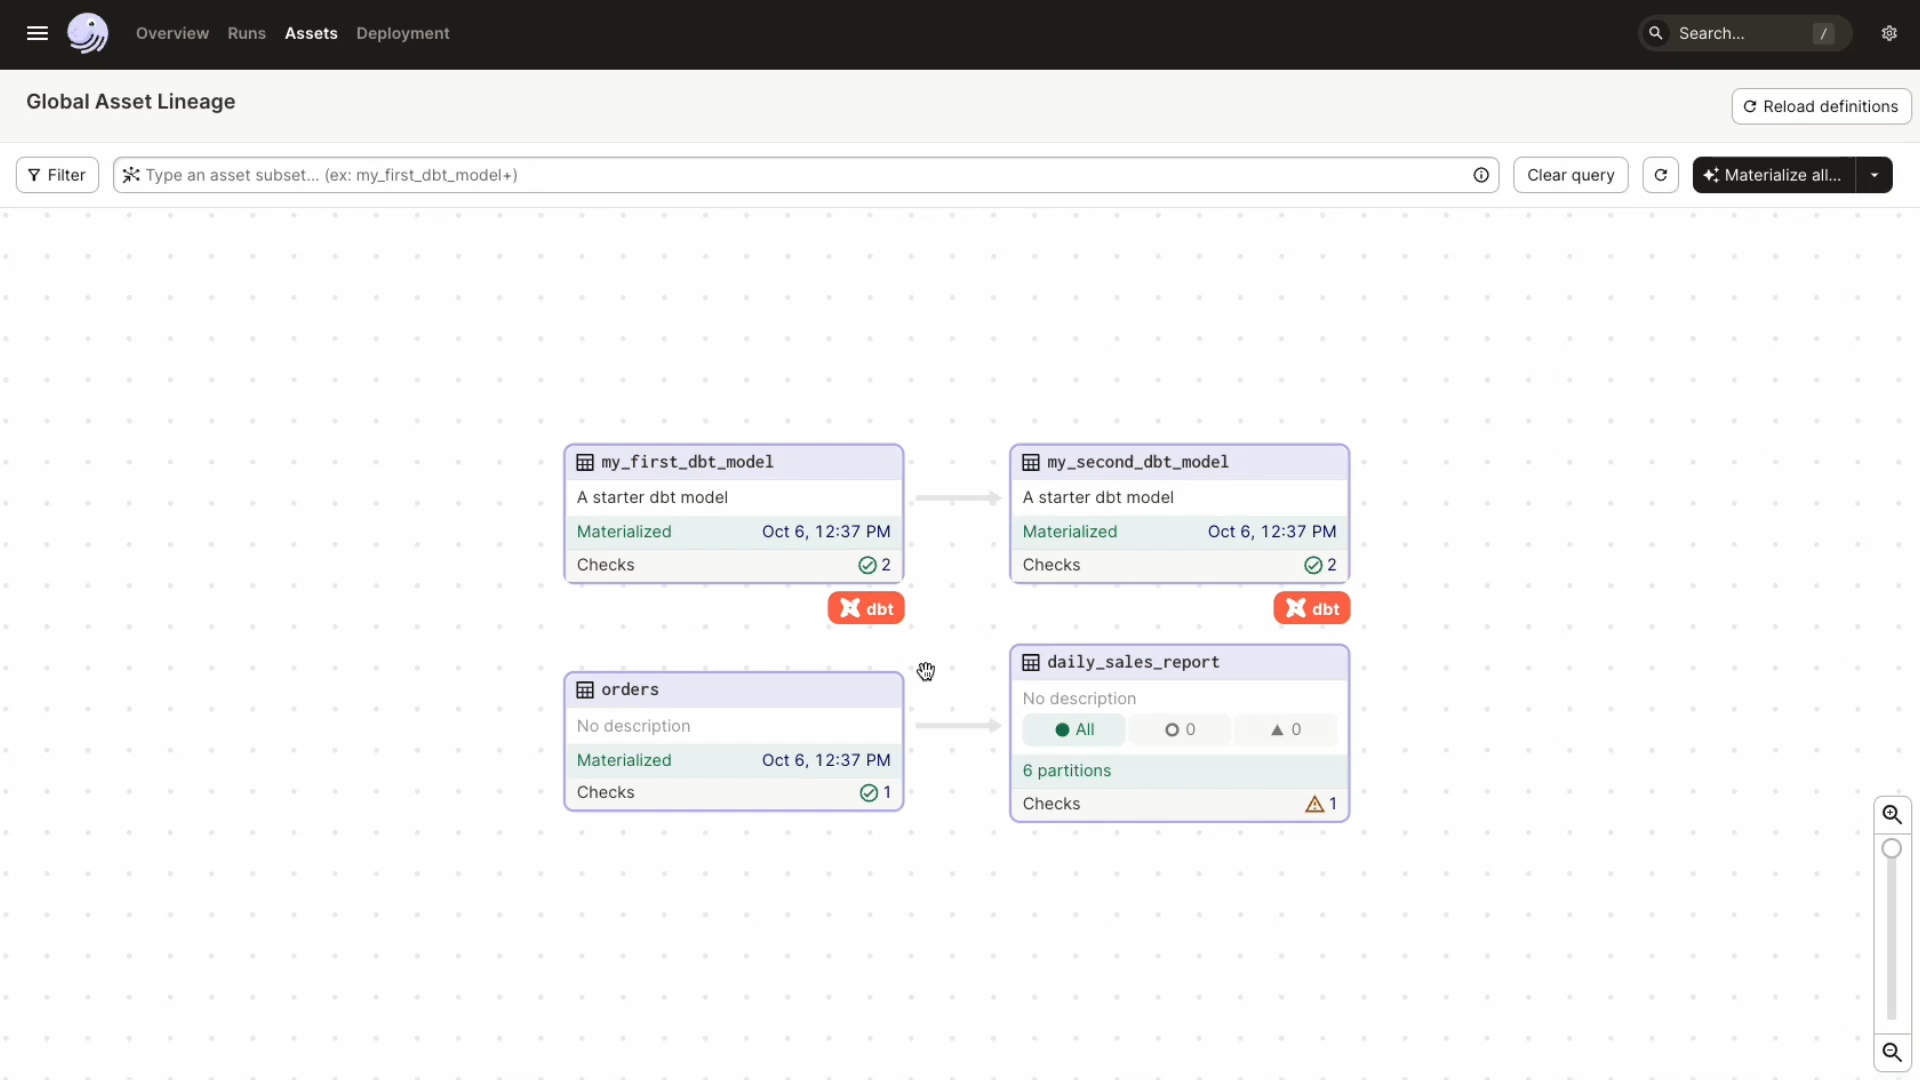 Overview Runs Assets Deployment Search... /
Global Asset Lineage
Reload definitions
Filter Type an asset subset... (ex: my_first_dbt_model+) Clear query Materialize all...
my_first_dbt_model
A starter dbt model
Materialized Oct 6, 12:37 PM
Checks 2
dbt
my_second_dbt_model
A starter dbt model
Materialized Oct 6, 12:37 PM
Checks 2
dbt
orders
No description
Materialized Oct 6, 12:37 PM
Checks 1
daily_sales_report
No description
All 0 0
6 partitions
Checks 1